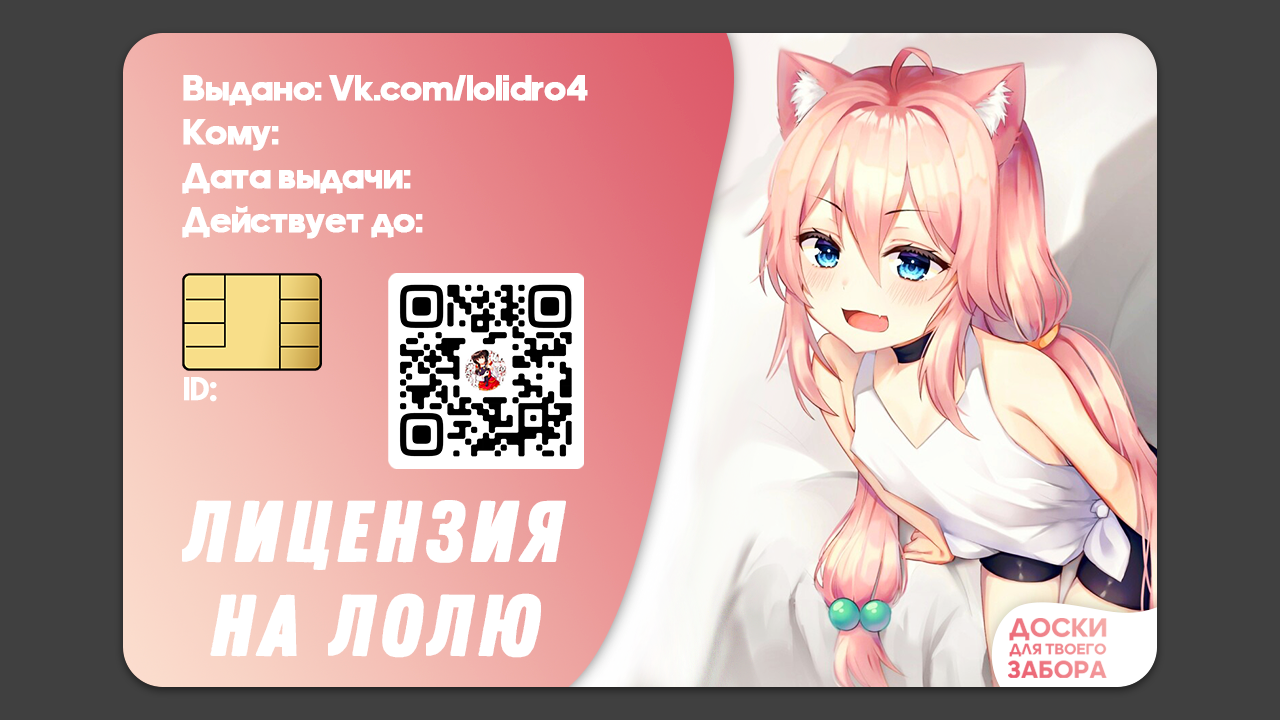 Выдано: Vk.com/lolidro4
Кому:
Дата выдачи:
Действует до:
ID:
ЛИЦЕНЗИЯ
НА ЛОЛЮ
ДОСКИ
ДЛЯ ТВОЕГО
ЗАБОРА